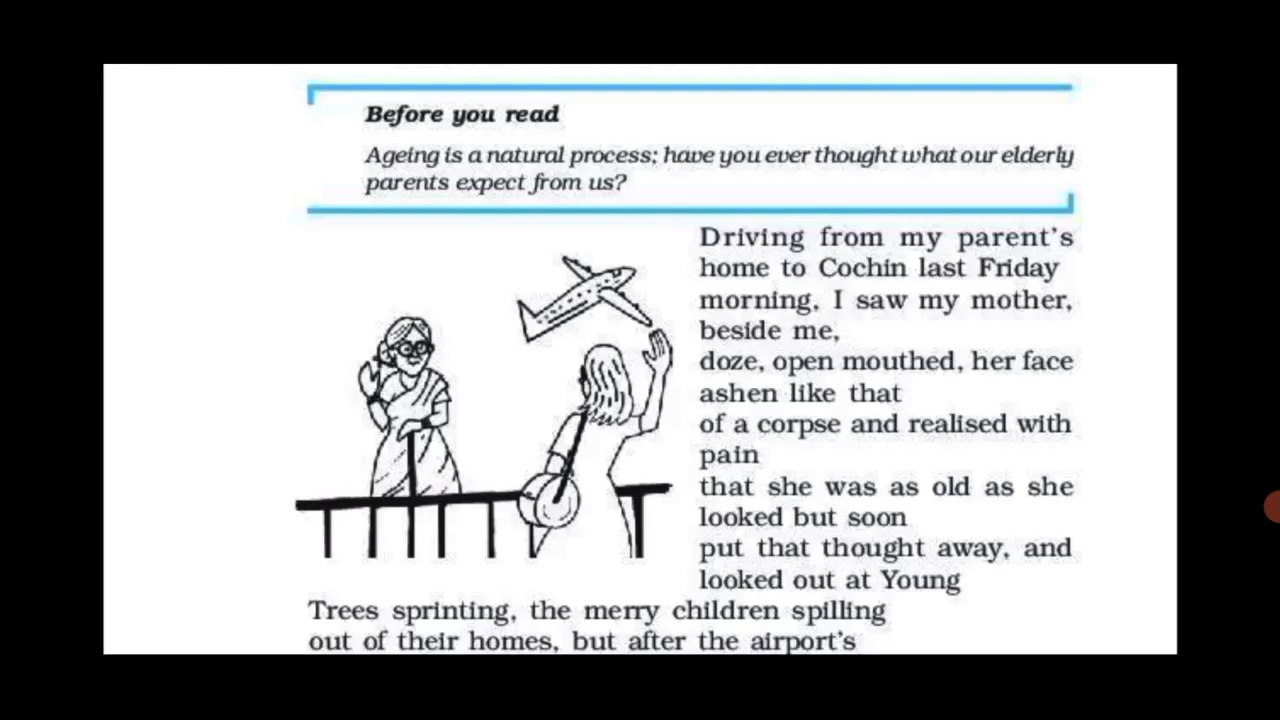 Before you read
Ageing is a natural process; have you ever thought what our elderly
parents expect from us?
Driving from my parent's
home to Cochin last Friday
morning, I saw my mother,
beside me,
doze, open mouthed, her face
ashen like that
of a corpse and realised with
pain
that she was as old as she
looked but soon
put that thought away, and
looked out at Young
Trees sprinting, the merry children spilling
out of their homes, but after the airport's